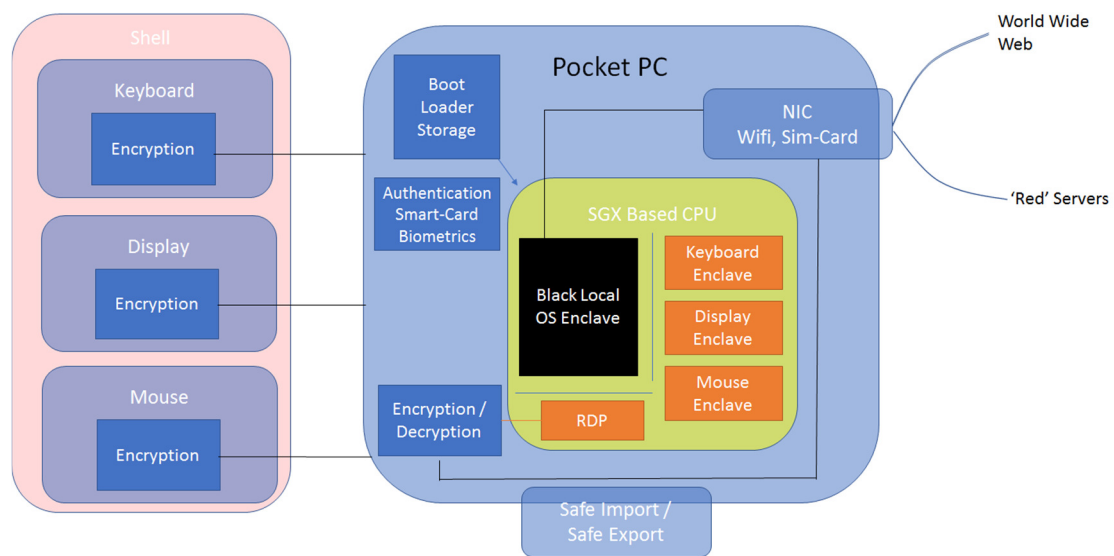 Shell
Keyboard
Encryption
Display
Encryption
Mouse
Encryption
Pocket PC
Boot
Loader
Storage
Authentication
Smart-Card
Biometrics
Encryption /
Decryption
SGX Based CPU
Black Local
OS Enclave
Keyboard
Enclave
Display
Enclave
Mouse
Enclave
RDP
NIC
Wifi, Sim-Card
Safe Import /
Safe Export
World Wide
Web
‘Red’ Servers